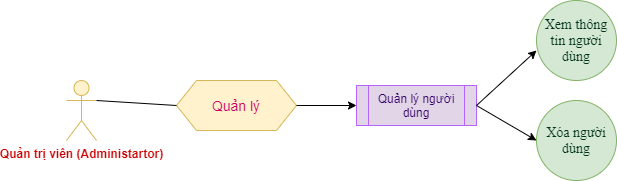 Xem thông
tin người
dùng
Quản lý
Quản lý người
dùng
Xóa người
dùng
Quản trị viên (Administartor)